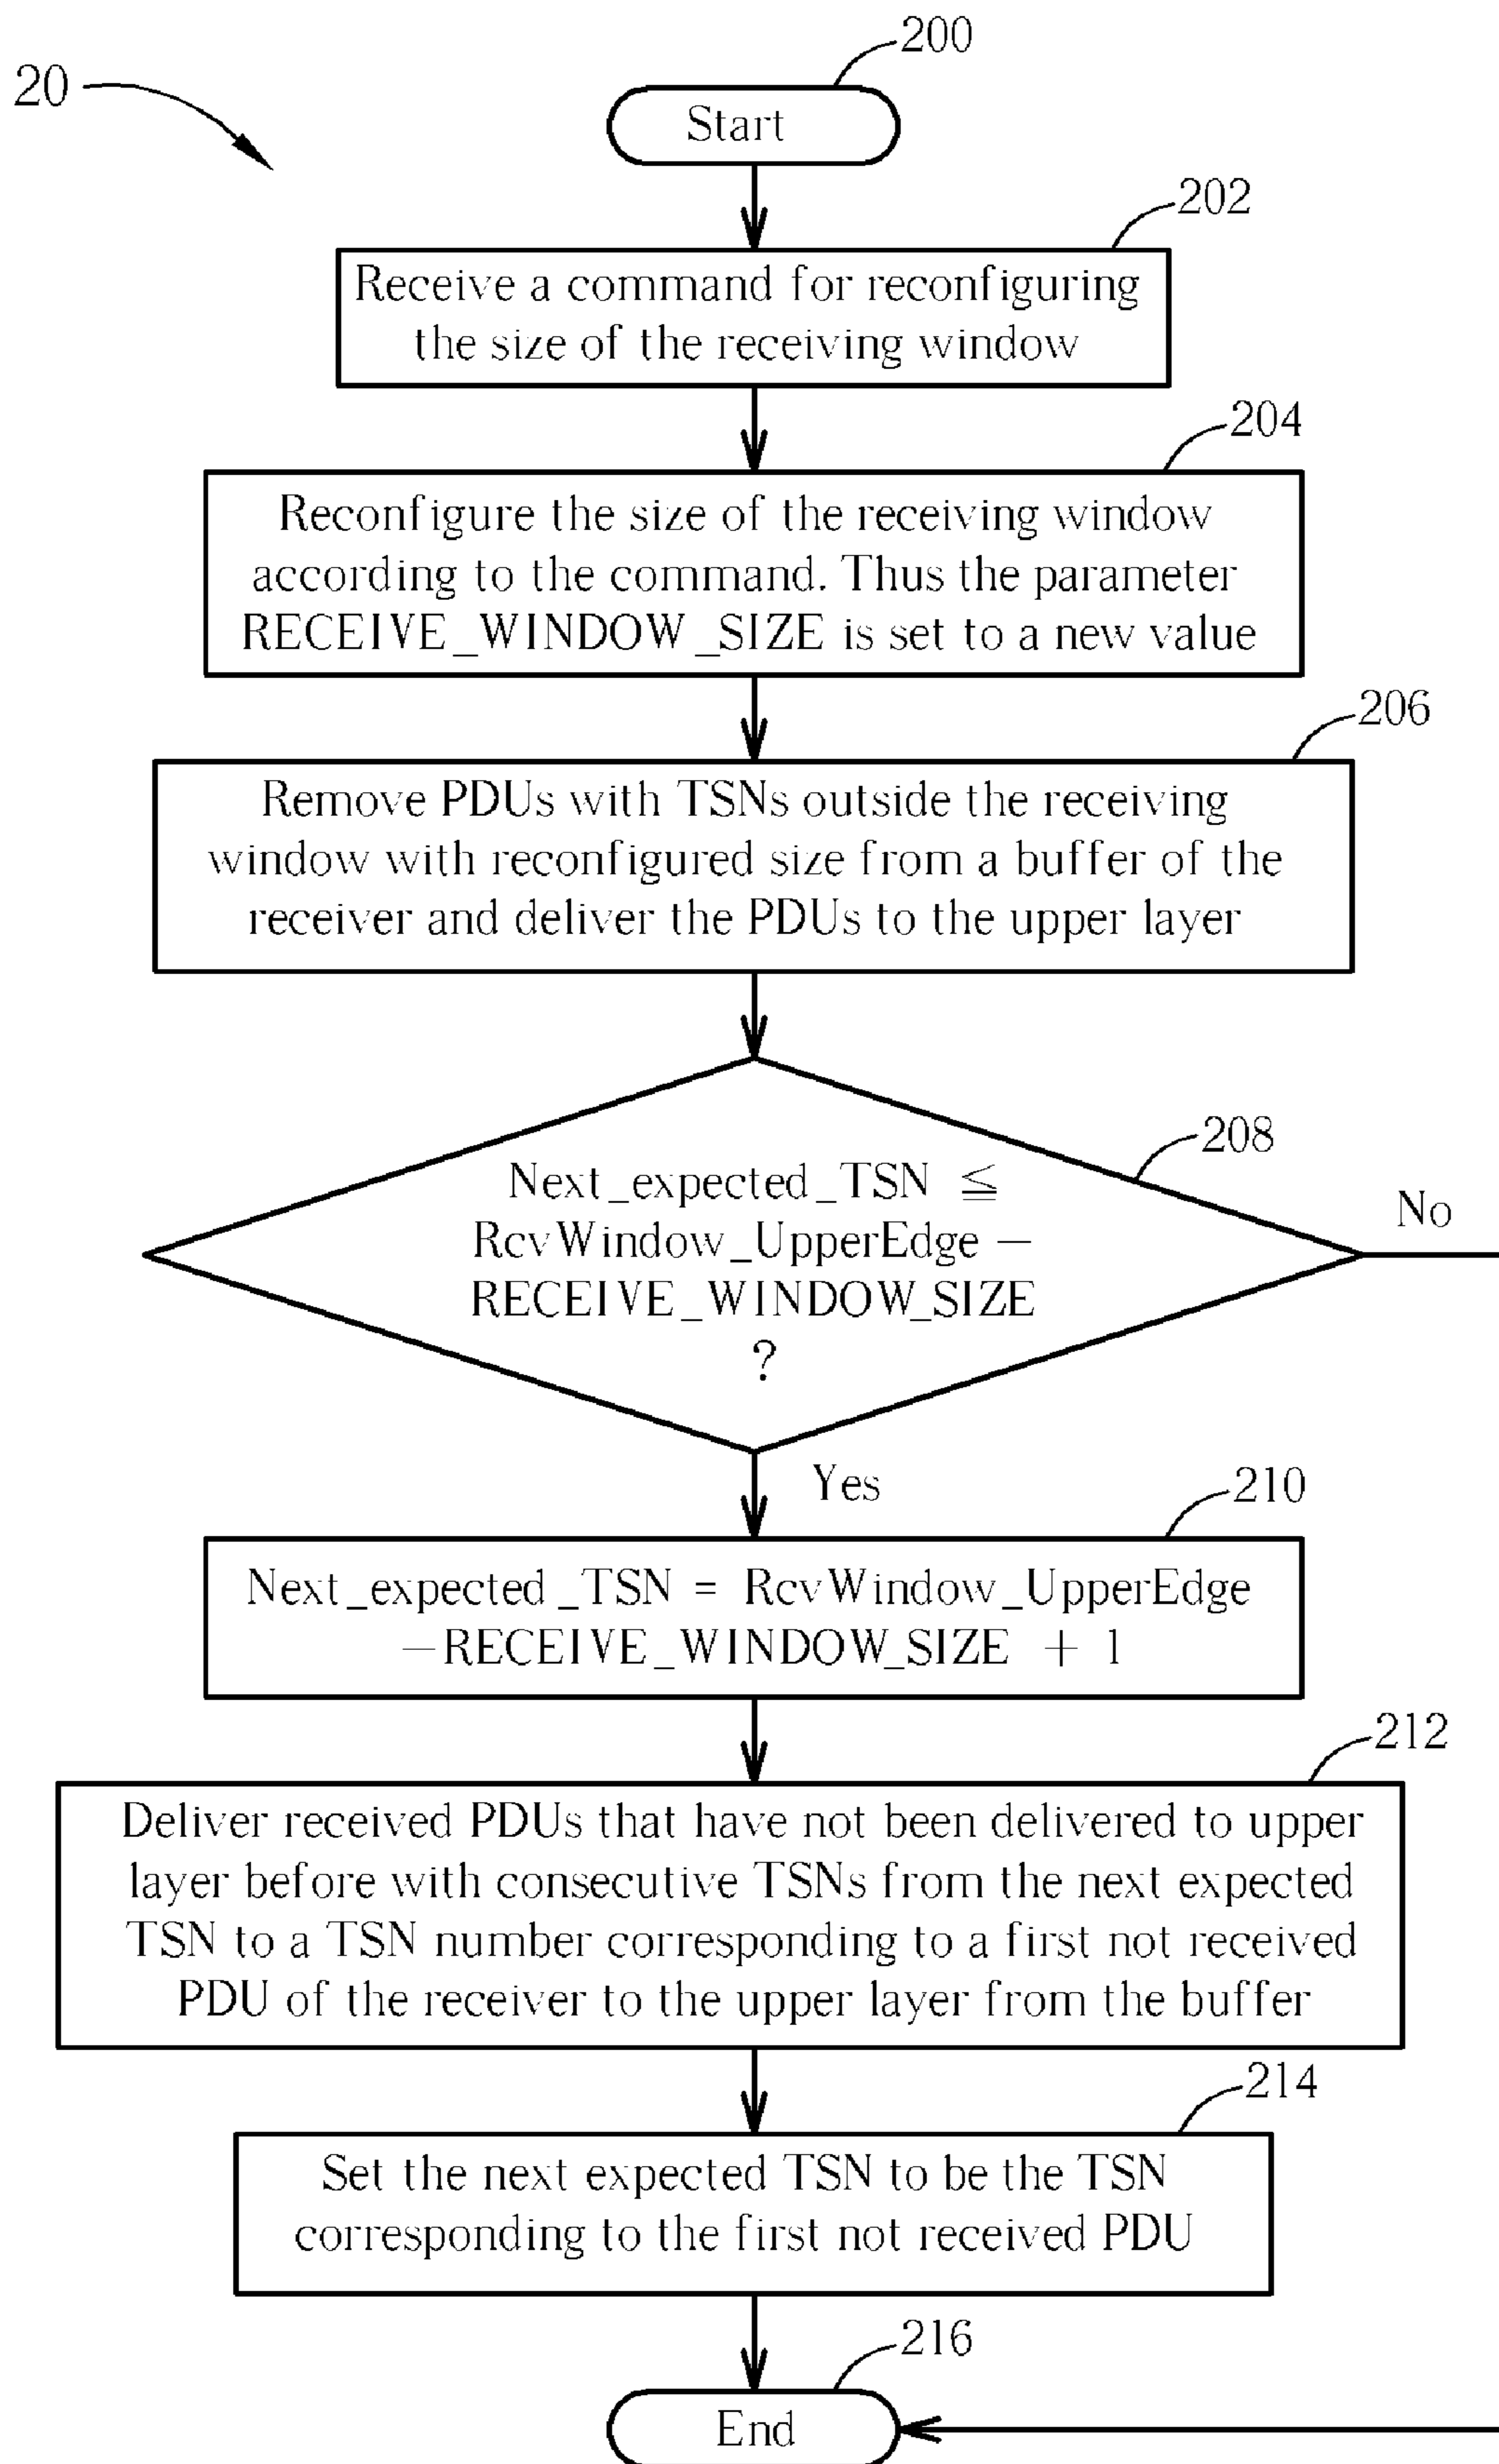 200
20
Start
202
Receive a command for reconfiguring
the size of the receiving window
204
Reconfigure the size of the receiving window
according to the command. Thus the parameter
RECEIVE_WINDOW_SIZE is set to a new value
206
Remove PDUs with TSNs outside the receiving
window with reconfigured size from a buffer of the
receiver and deliver the PDUs to the upper layer
208
Next_expected_TSN ≦
RcvWindow_UpperEdge −
RECEIVE_WINDOW_SIZE
?
No
Yes
210
Next_expected_TSN = RcvWindow_UpperEdge
−RECEIVE_WINDOW_SIZE + 1
212
Deliver received PDUs that have not been delivered to upper
layer before with consecutive TSNs from the next expected
TSN to a TSN number corresponding to a first not received
PDU of the receiver to the upper layer from the buffer
214
Set the next expected TSN to be the TSN
corresponding to the first not received PDU
216
End